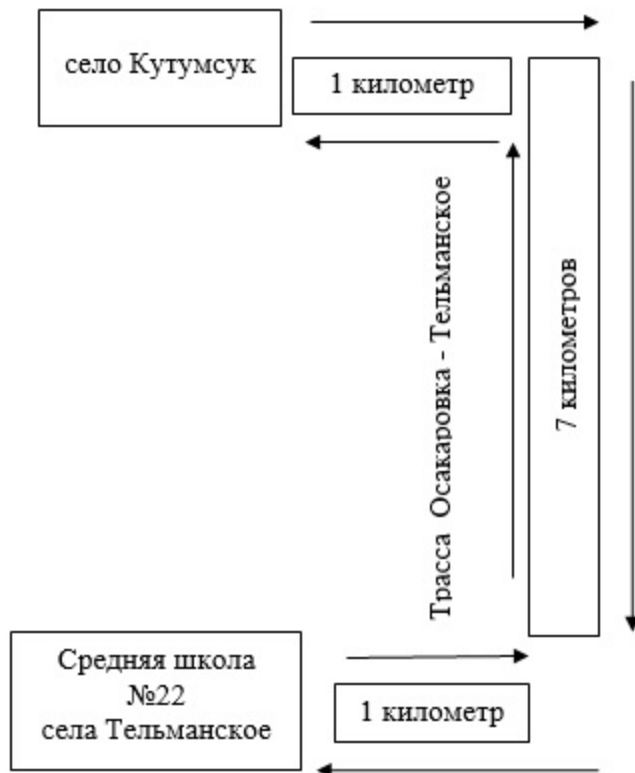 село Кутумсук
1 километр
Трасса Осакаровка - Тельманское
7 километров
Средняя школа
№22
села Тельманское
1 километр